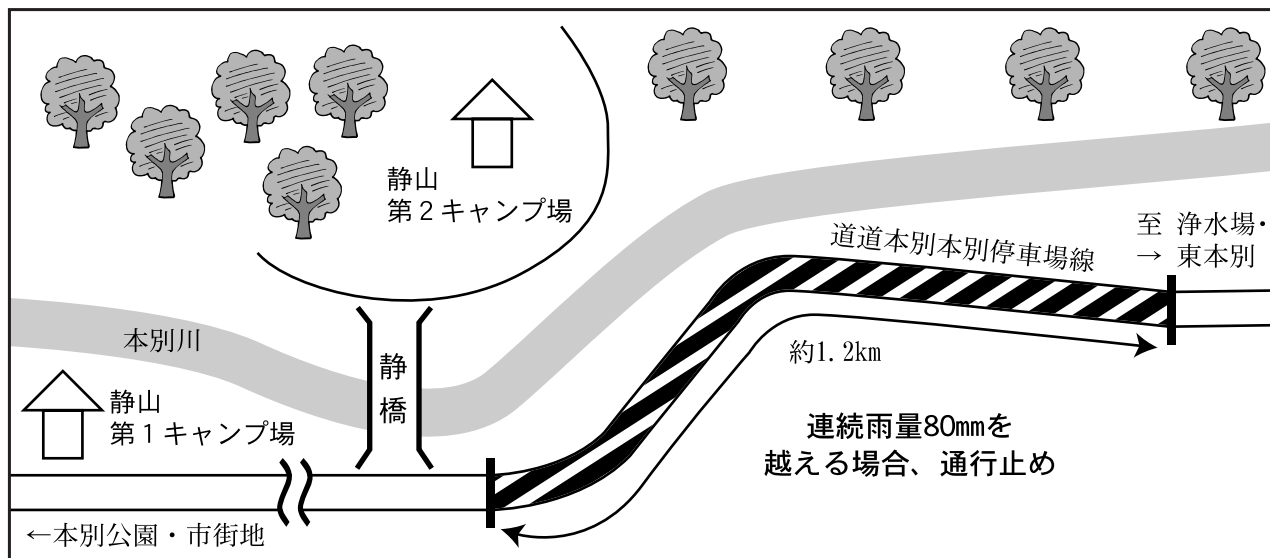 静山
第２キャンプ場
道道本別本別停車場線
至 浄水場・
→ 東本別
本別川
静橋
約1.2km
静山
第１キャンプ場
連続雨量80㎜を
越える場合、通行止め
←本別公園・市街地